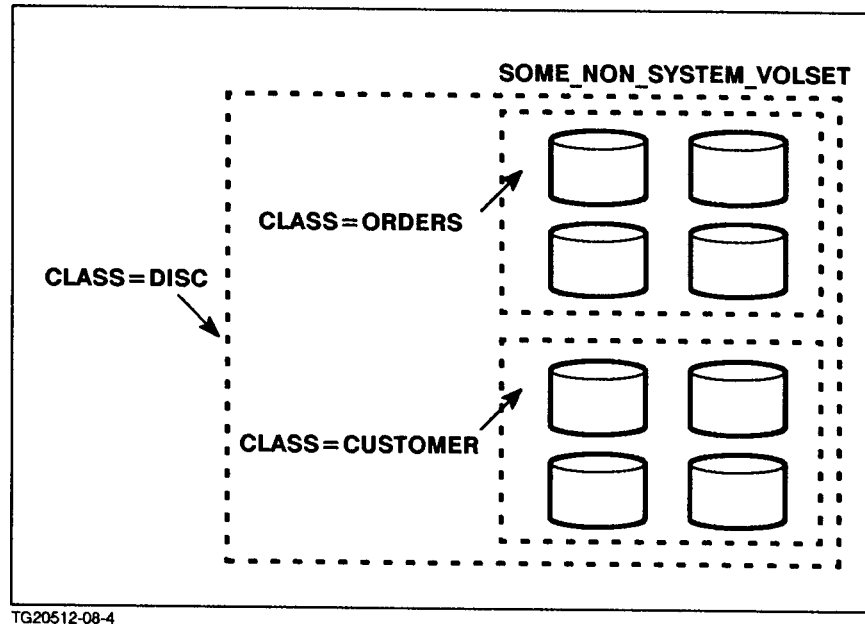 SOME_NON_SYSTEM_VOLSET
CLASS=ORDERS
CLASS=DISC
CLASS=CUSTOMER
TG20512-08-4